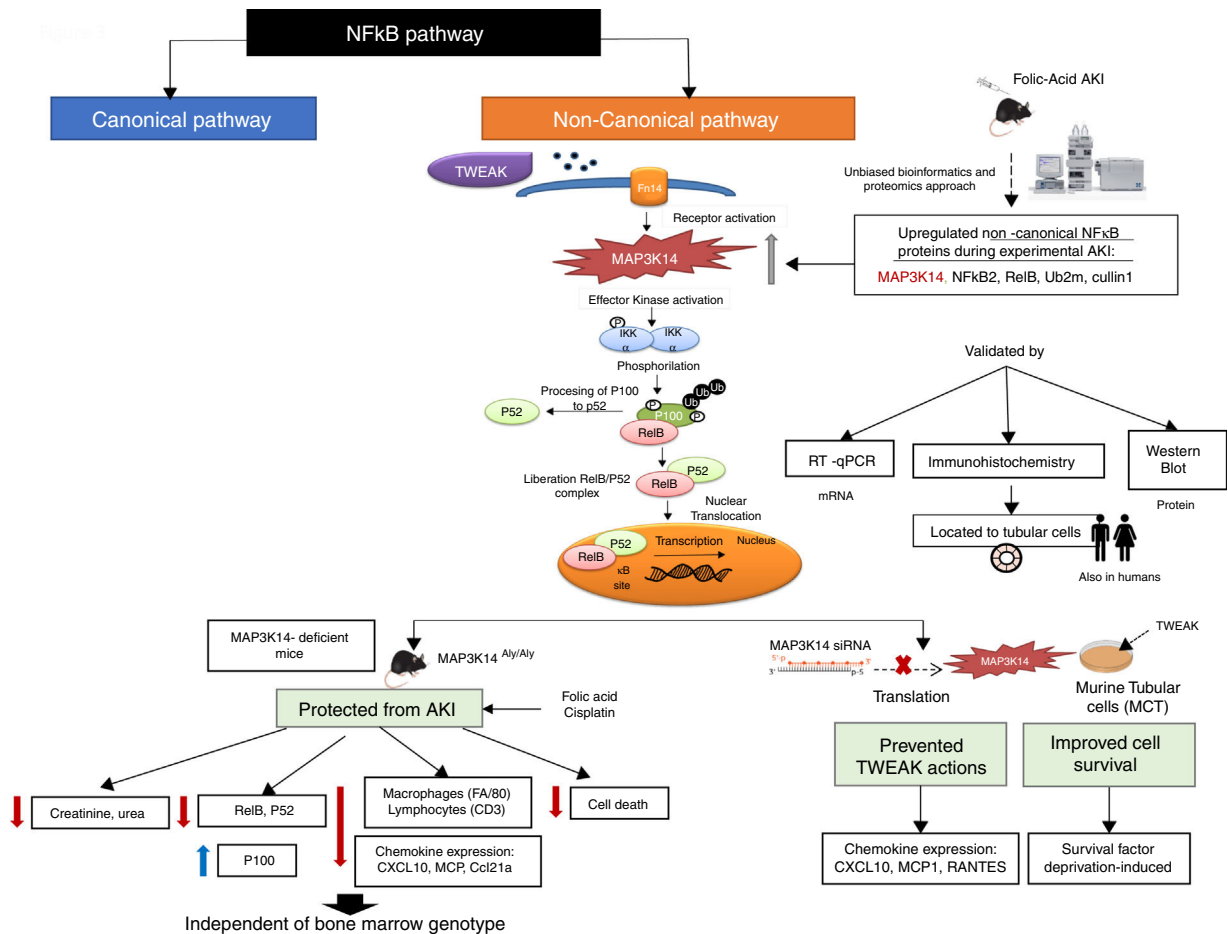 Figure 3
NFkB pathway
Canonical pathway
Non-Canonical pathway
TWEAK
Fn14
Receptor activation
MAP3K14
Effector Kinase activation
P
IKK
α
IKK
α
Phosphorilation
Procesing of P100
to p52
P52
P
P100
Ub
Ub
Ub
P
RelB
Liberation RelB/P52
complex
P52
RelB
Nuclear
Translocation
P52
RelB
κB
site
Transcription
Nucleus
Folic-Acid AKI
Unbiased bioinformatics and
proteomics approach
Upregulated non -canonical NFκB
proteins during experimental AKI:
MAP3K14, NFkB2, RelB, Ub2m, cullin1
Validated by
RT -qPCR
mRNA
Immunohistochemistry
Western
Blot
Protein
Located to tubular cells
Also in humans
MAP3K14- deficient
mice
MAP3K14 Aly/Aly
Protected from AKI
Folic acid
Cisplatin
Creatinine, urea
RelB, P52
P100
Macrophages (FA/80)
Lymphocytes (CD3)
Chemokine expression:
CXCL10, MCP, Ccl21a
Cell death
Independent of bone marrow genotype
MAP3K14 siRNA
5'-p
3'
3'
p-5
Translation
MAP3K14
TWEAK
Murine Tubular
cells (MCT)
Prevented
TWEAK actions
Improved cell
survival
Chemokine expression:
CXCL10, MCP1, RANTES
Survival factor
deprivation-induced